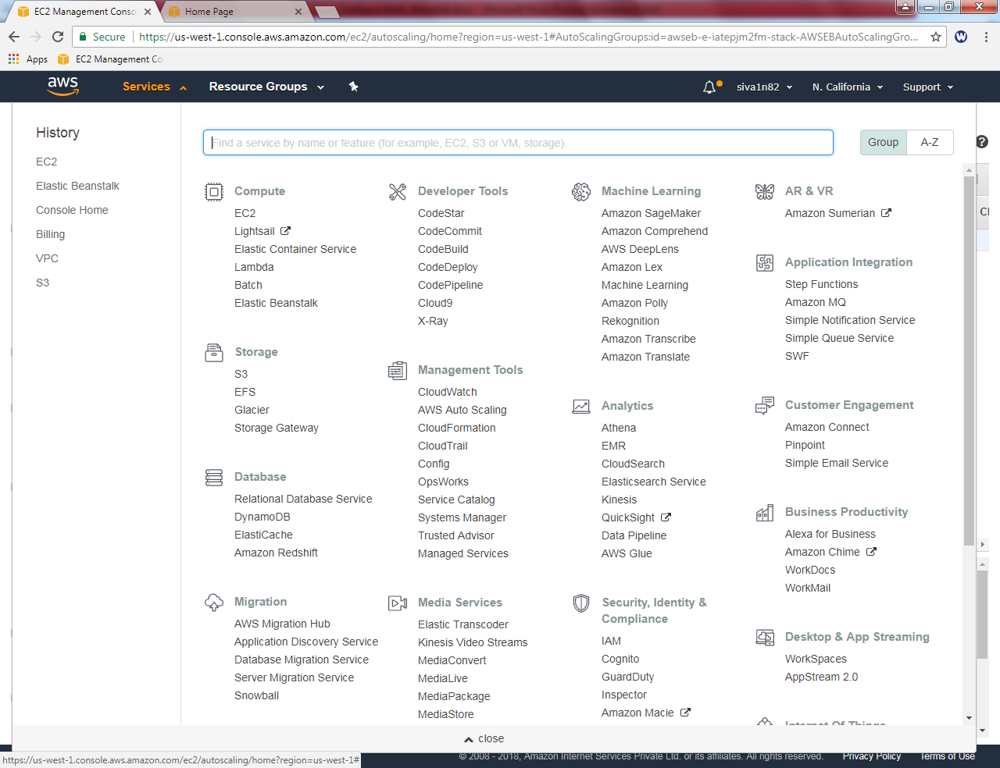 EC2 Management Conso
Home Page
Secure
https://us-west-1.console.aws.amazon.com/ec2/autoscaling/home?region=us-west-1#AutoScalingGroups:id=awseb-e-iatepjm2fm-stack-AWSEBAutoScalingGro...
Apps
EC2 Management Co
aws
Services
Resource Groups
siva1n82
N. California
Support
History
EC2
Elastic Beanstalk
Console Home
Billing
VPC
S3
Find a service by name or feature (for example, EC2, S3 or VM, storage).
Group
A-Z
Compute
EC2
Lightsail
Elastic Container Service
Lambda
Batch
Elastic Beanstalk
Storage
S3
EFS
Glacier
Storage Gateway
Database
Relational Database Service
DynamoDB
ElastiCache
Amazon Redshift
Migration
AWS Migration Hub
Application Discovery Service
Database Migration Service
Server Migration Service
Snowball
Developer Tools
CodeStar
CodeCommit
CodeBuild
CodeDeploy
CodePipeline
Cloud9
X-Ray
Management Tools
CloudWatch
AWS Auto Scaling
CloudFormation
CloudTrail
Config
OpsWorks
Service Catalog
Systems Manager
Trusted Advisor
Managed Services
Media Services
Elastic Transcoder
Kinesis Video Streams
MediaConvert
MediaLive
MediaPackage
MediaStore
Machine Learning
Amazon SageMaker
Amazon Comprehend
AWS DeepLens
Amazon Lex
Machine Learning
Amazon Polly
Rekognition
Amazon Transcribe
Amazon Translate
Analytics
Athena
EMR
CloudSearch
Elasticsearch Service
Kinesis
QuickSight
Data Pipeline
AWS Glue
Security, Identity &
Compliance
IAM
Cognito
GuardDuty
Inspector
Amazon Macie
AR & VR
Amazon Sumerian
Application Integration
Step Functions
Amazon MQ
Simple Notification Service
Simple Queue Service
SWF
Customer Engagement
Amazon Connect
Pinpoint
Simple Email Service
Business Productivity
Alexa for Business
Amazon Chime
WorkDocs
WorkMail
Desktop & App Streaming
WorkSpaces
AppStream 2.0
Internet Of Things
close
https://us-west-1.console.aws.amazon.com/ec2/autoscaling/home?region=us-west-1#
© 2008 - 2018, Amazon Internet Services Private Ltd. or its affiliates. All rights reserved.
Privacy Policy
Terms of Use